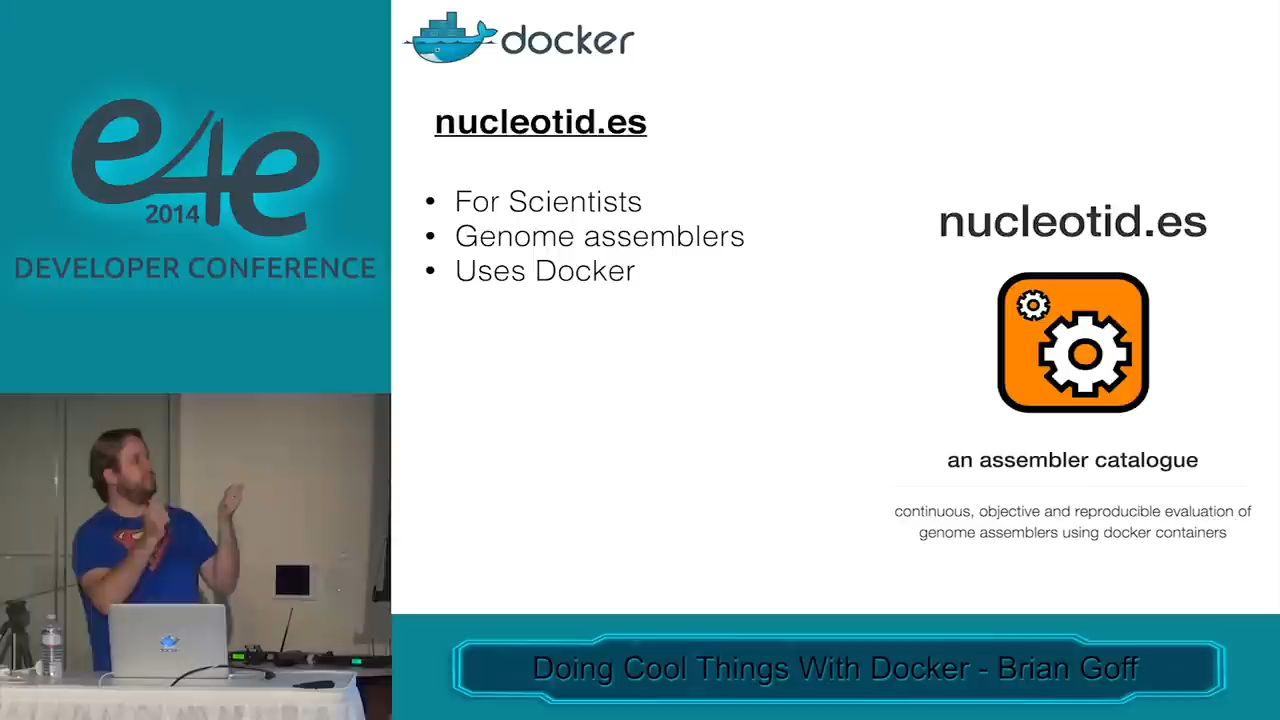 e4e
2014
DEVELOPER CONFERENCE
docker
nucleotid.es
• For Scientists
• Genome assemblers
• Uses Docker
nucleotid.es
an assembler catalogue
continuous, objective and reproducible evaluation of
genome assemblers using docker containers
Doing Cool Things With Docker - Brian Goff